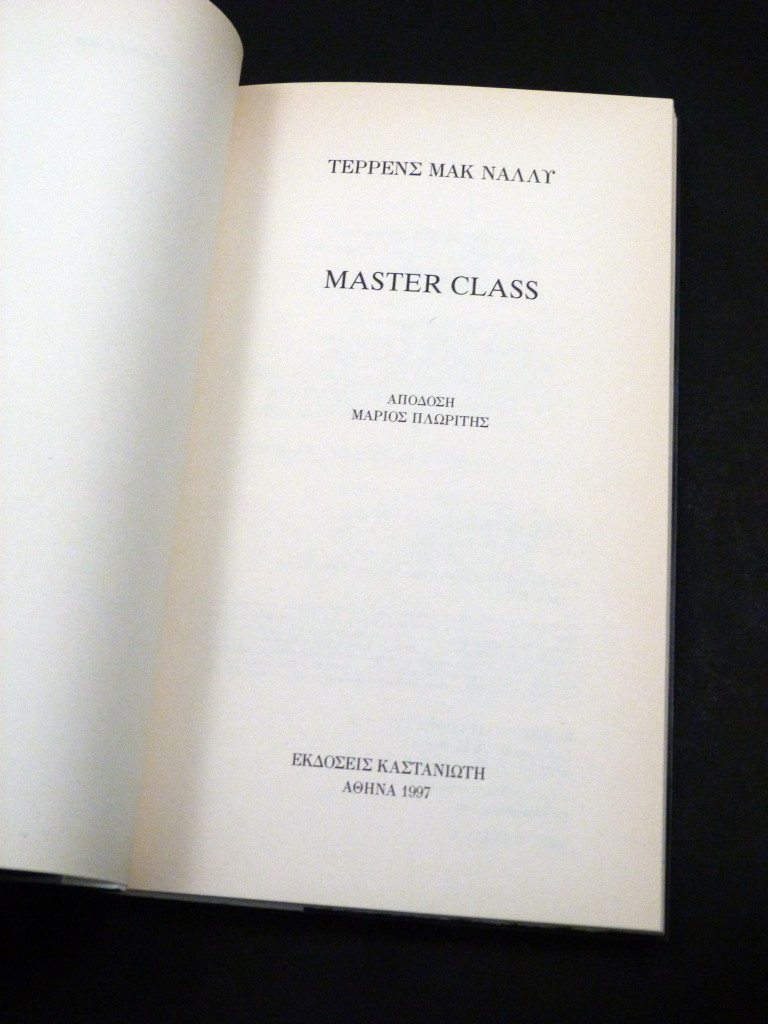 ΤΕΡΡΕΝΣ ΜΑΚ ΝΑΛΛΥ
MASTER CLASS
ΑΠΟΔΟΣΗ
ΜΑΡΙΟΣ ΠΛΩΡΙΤΗΣ
ΕΚΔΟΣΕΙΣ ΚΑΣΤΑΝΙΩΤΗ
ΑΘΗΝΑ 1997